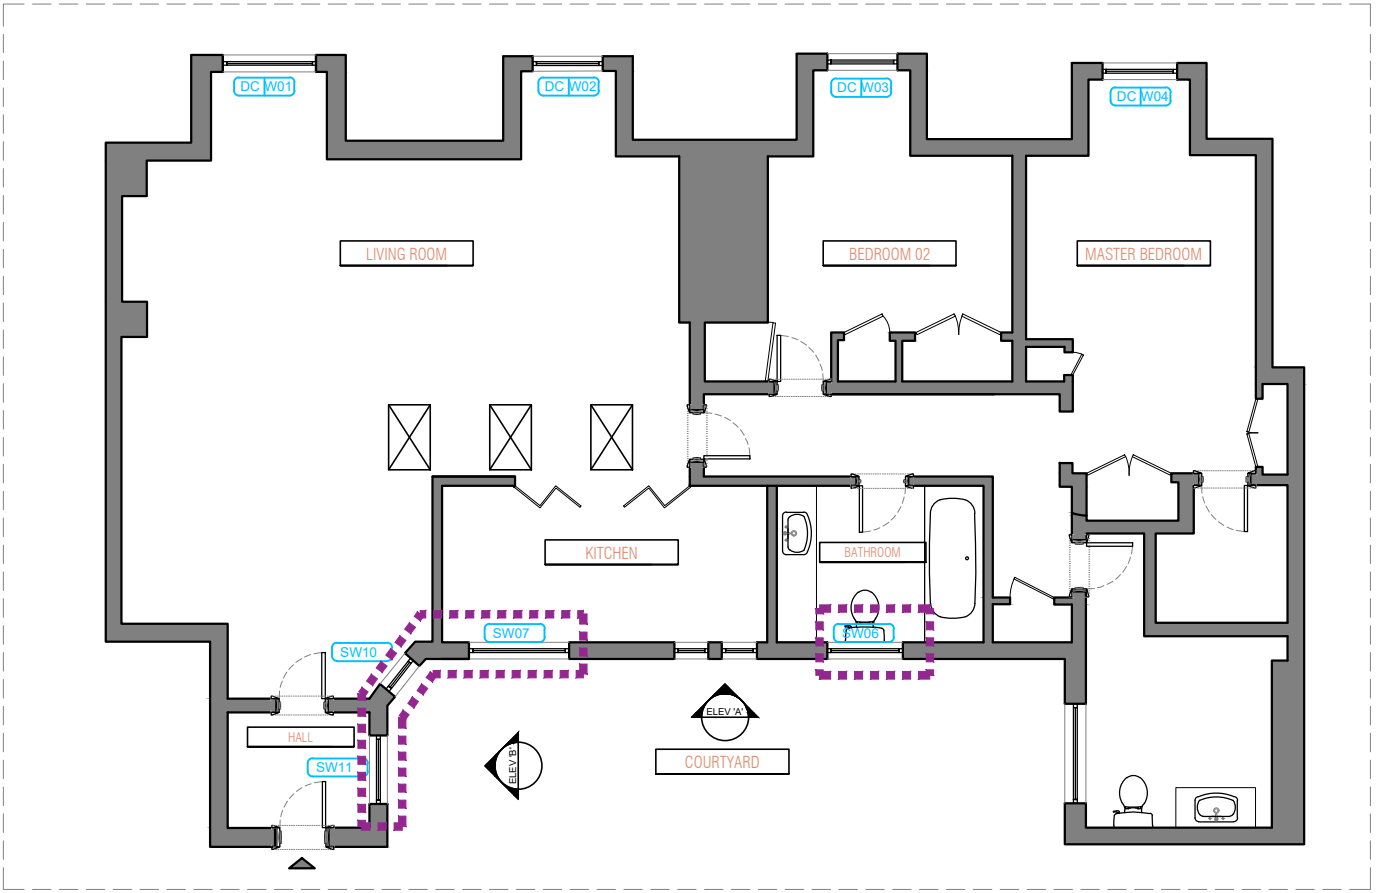 DC W01
DC W02
DC W03
DC W04
LIVING ROOM
BEDROOM 02
MASTER BEDROOM
KITCHEN
BATHROOM
SW07
SW06
SW10
ELEV 'A'
HALL
ELEV 'B'
COURTYARD
SW11